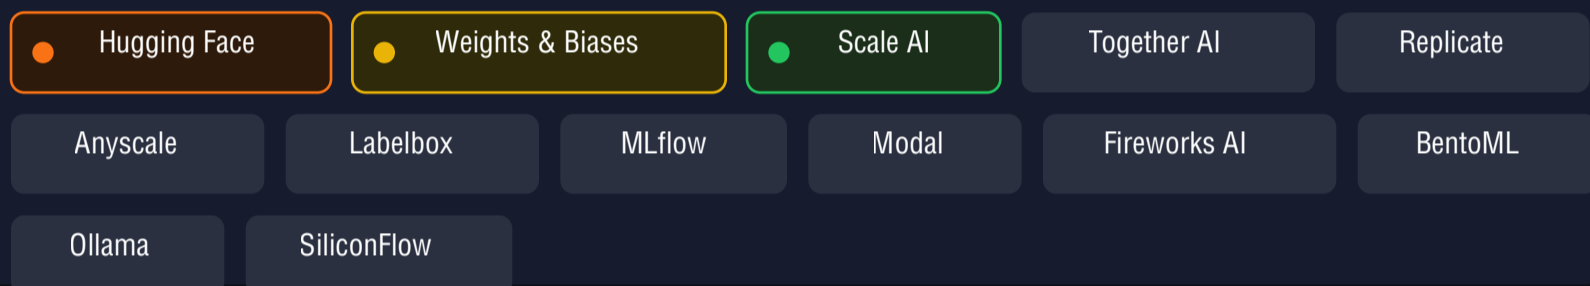 Hugging Face Weights & Biases Scale AI Together AI Replicate
Anyscale Labelbox MLflow Modal Fireworks AI BentoML
Ollama SiliconFlow